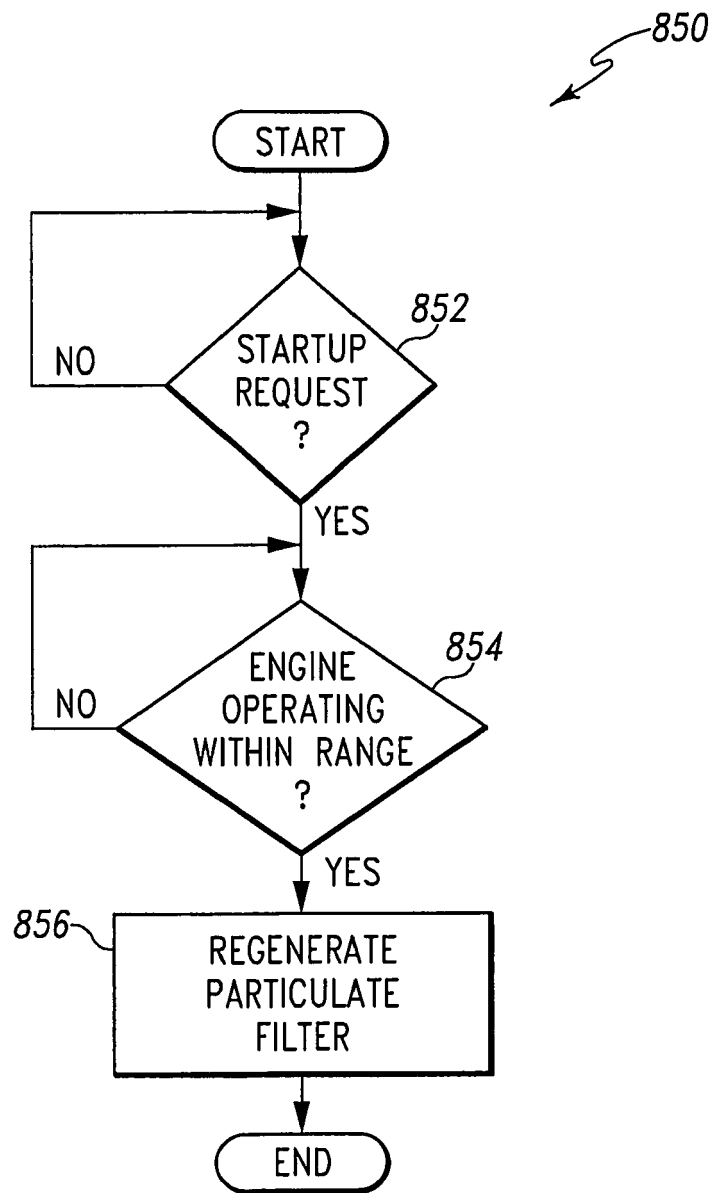 850
START
852
STARTUP
REQUEST
?
NO
YES
854
ENGINE
OPERATING
WITHIN RANGE
?
NO
YES
856
REGENERATE
PARTICULATE
FILTER
END